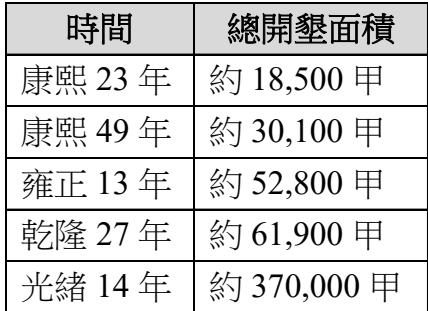 時間 總開墾面積
康熙 23 年 約 18,500 甲
康熙 49 年 約 30,100 甲
雍正 13 年 約 52,800 甲
乾隆 27 年 約 61,900 甲
光緒 14 年 約 370,000 甲